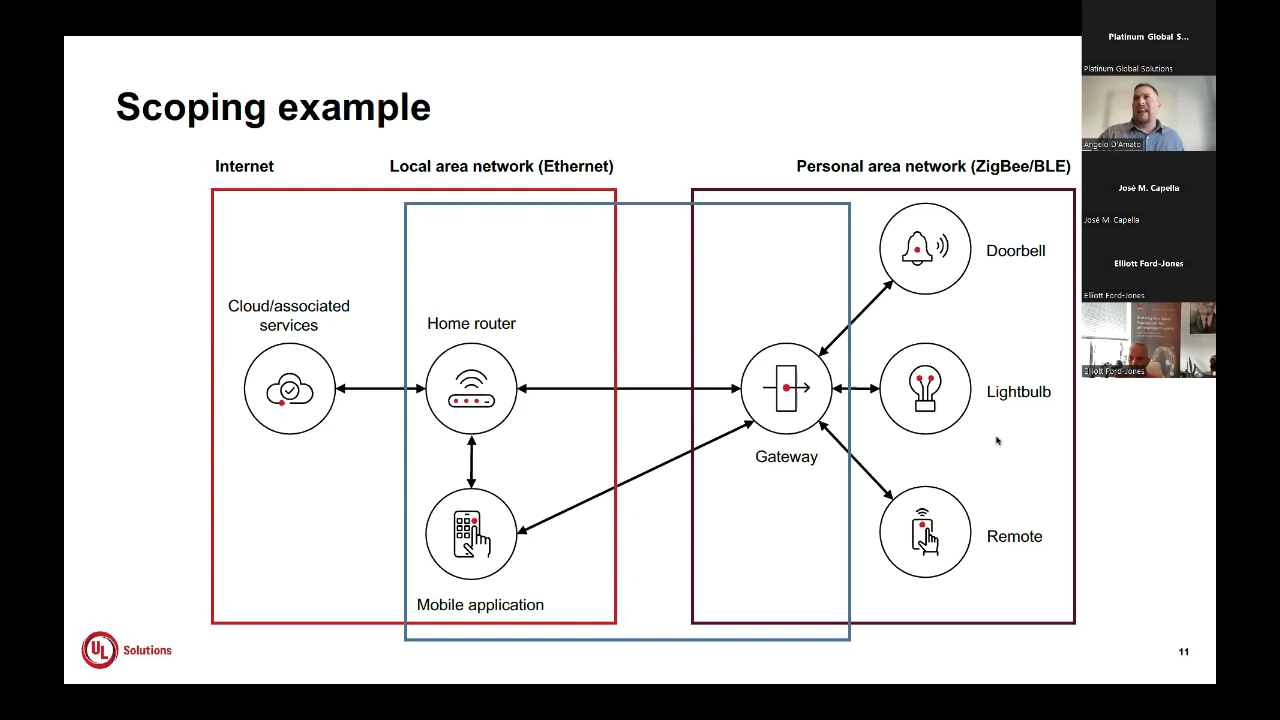 Scoping example
Internet
Local area network (Ethernet)
Personal area network (ZigBee/BLE)
Cloud/associated
services
Home router
Mobile application
Gateway
Doorbell
Lightbulb
Remote
UL Solutions
11
Platinum Global S...
Platinum Global Solutions
Angelo D'Amato
José M. Capella
José M. Capella
Elliott Ford-Jones
Elliott Ford-Jones
Elliott Ford-Jones